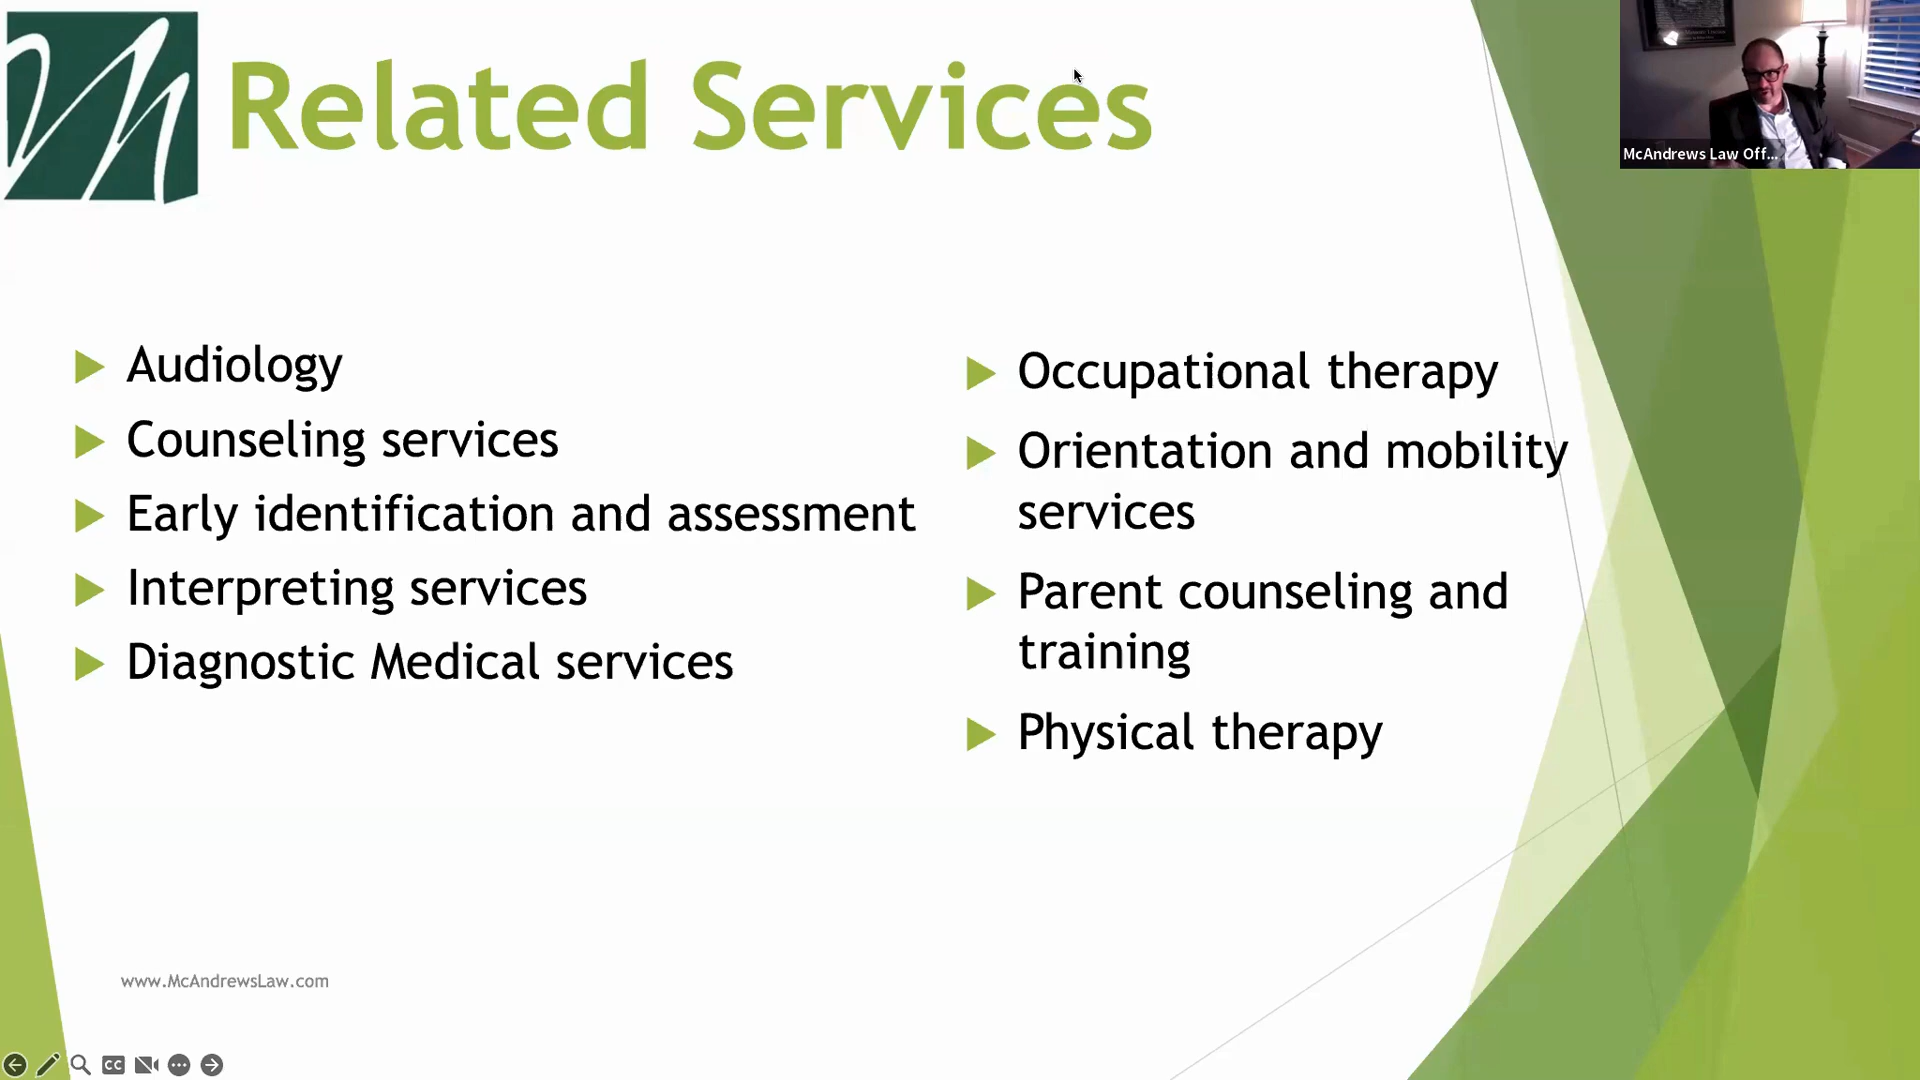 Related Services
Audiology
Counseling services
Early identification and assessment
Interpreting services
Diagnostic Medical services
Occupational therapy
Orientation and mobility
services
Parent counseling and
training
Physical therapy
McAndrews Law Off...
www.McAndrewsLaw.com
CC